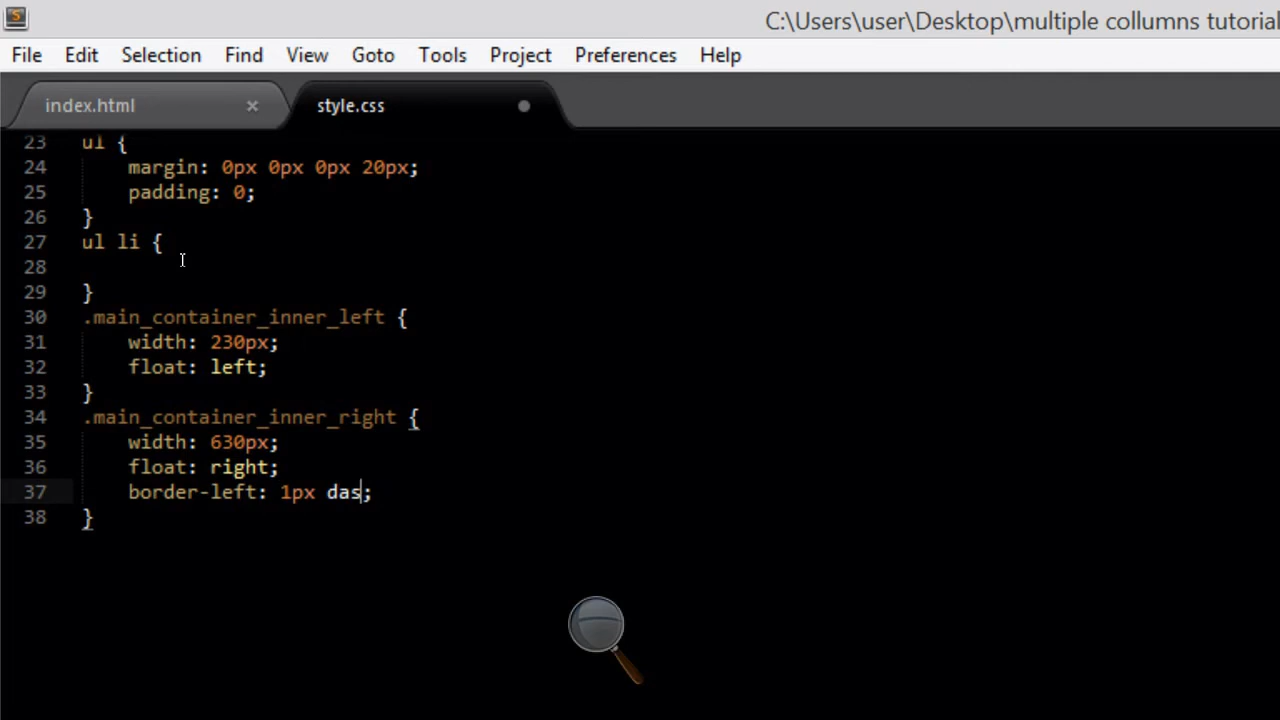 C:\Users\user\Desktop\multiple collumns tutorial
File Edit Selection Find View Goto Tools Project Preferences Help
index.html × style.css
23 ul {
24 margin: 0px 0px 0px 20px;
25 padding: 0;
26 }
27 ul li {
28
29 }
30 .main_container_inner_left {
31 width: 230px;
32 float: left;
33 }
34 .main_container_inner_right {
35 width: 630px;
36 float: right;
37 border-left: 1px das;
38 }